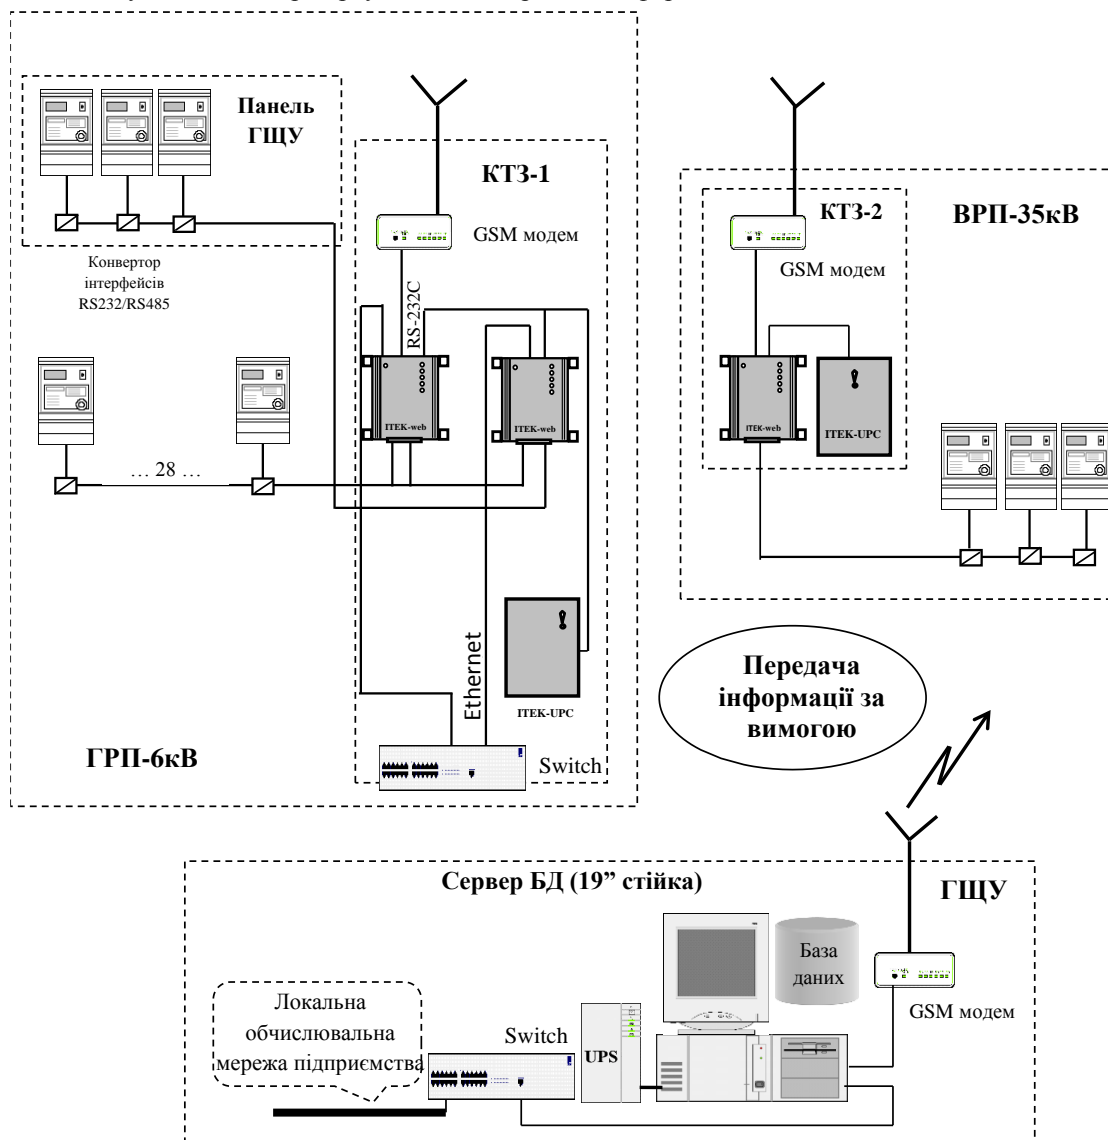 Панель
ГЩУ
КТЗ-1
GSM модем
Конвертор
інтерфейсів
RS232/RS485
RS-232C
ITEK-web
ITEK-web
… 28 …
Ethernet
ITEK-UPC
Switch
ГРП-6кВ
КТЗ-2
ВРП-35кВ
GSM модем
ITEK-web
ITEK-UPC
Передача
інформації за
вимогою
Сервер БД (19” стійка)
ГЩУ
База
даних
GSM модем
Локальна
обчислювальна
мережа підприємства
Switch
UPS